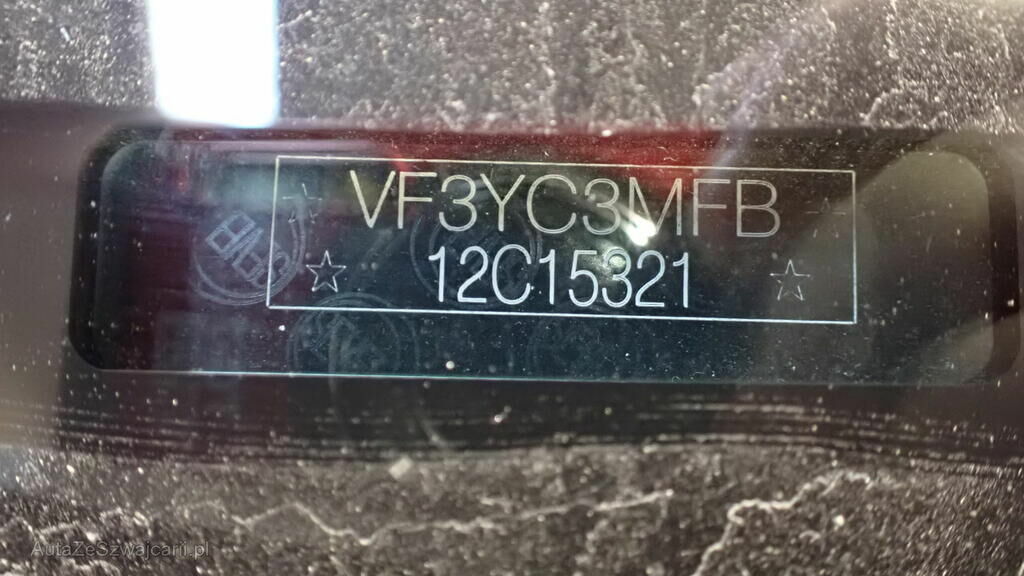 VF3YC3MFB
☆ 12C15321 ☆
AutaZeSzwajcarii.pl